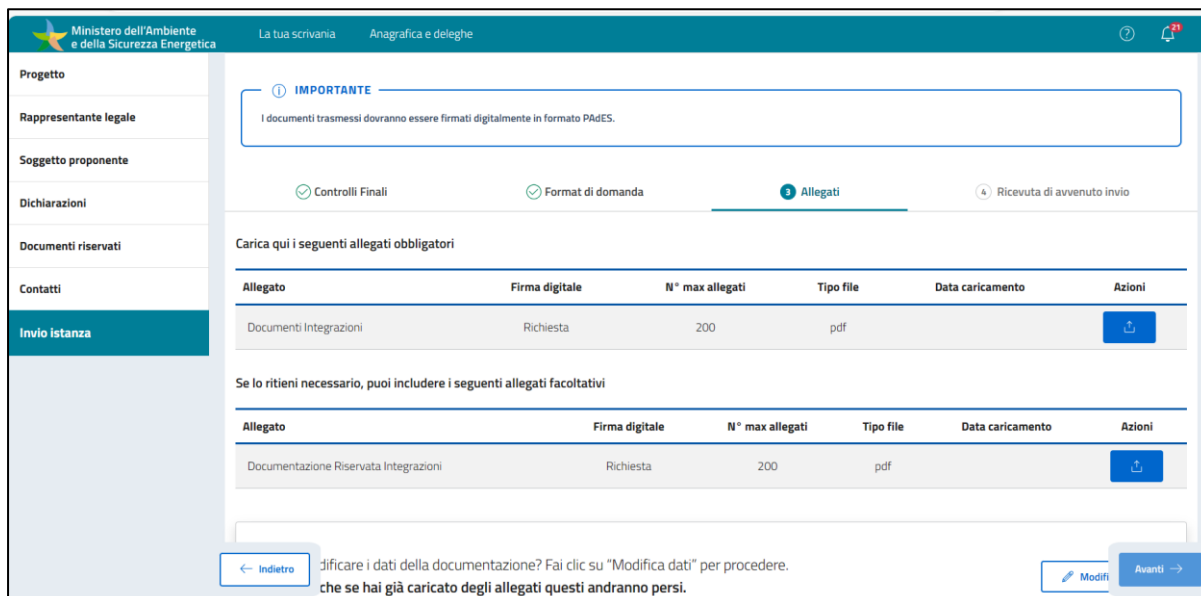 Ministero dell'Ambiente
e della Sicurezza Energetica
La tua scrivania
Anagrafica e deleghe
?
21
Progetto
Rappresentante legale
Soggetto proponente
Dichiarazioni
Documenti riservati
Contatti
Invio istanza
i IMPORTANTE
I documenti trasmessi dovranno essere firmati digitalmente in formato PAdES.
Controlli Finali
Format di domanda
3 Allegati
4 Ricevuta di avvenuto invio
Carica qui i seguenti allegati obbligatori
Allegato Firma digitale N° max allegati Tipo file Data caricamento Azioni
Documenti Integrazioni Richiesta 200 pdf
Se lo ritieni necessario, puoi includere i seguenti allegati facoltativi
Allegato Firma digitale N° max allegati Tipo file Data caricamento Azioni
Documentazione Riservata Integrazioni Richiesta 200 pdf
← Indietro
dificare i dati della documentazione? Fai clic su "Modifica dati" per procedere.
che se hai già caricato degli allegati questi andranno persi.
Modifi
Avanti →